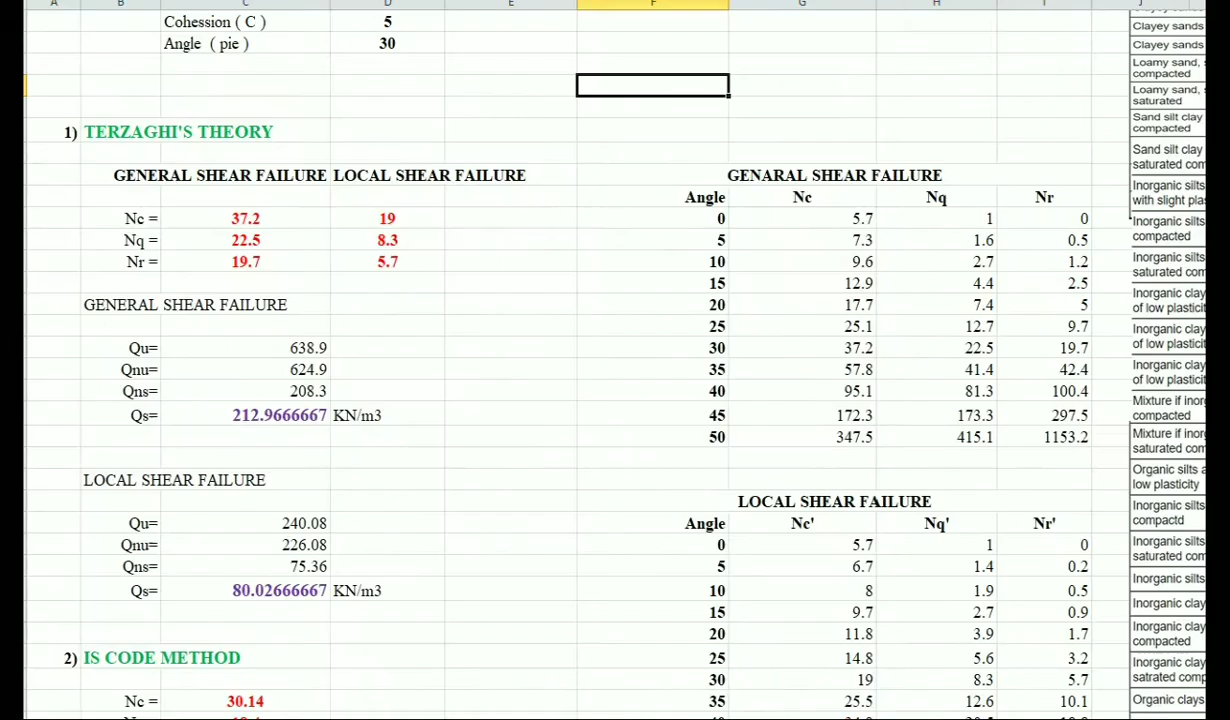 A B C D E F G H I J
Cohession ( C ) 5
Angle ( pie ) 30
1) TERZAGHI'S THEORY
GENERAL SHEAR FAILURE LOCAL SHEAR FAILURE
Nc = 37.2 19
Nq = 22.5 8.3
Nr = 19.7 5.7
GENERAL SHEAR FAILURE
Qu= 638.9
Qnu= 624.9
Qns= 208.3
Qs= 212.9666667 KN/m3
LOCAL SHEAR FAILURE
Qu= 240.08
Qnu= 226.08
Qns= 75.36
Qs= 80.02666667 KN/m3
2) IS CODE METHOD
Nc = 30.14
GENARAL SHEAR FAILURE
Angle Nc Nq Nr
0 5.7 1 0
5 7.3 1.6 0.5
10 9.6 2.7 1.2
15 12.9 4.4 2.5
20 17.7 7.4 5
25 25.1 12.7 9.7
30 37.2 22.5 19.7
35 57.8 41.4 42.4
40 95.1 81.3 100.4
45 172.3 173.3 297.5
50 347.5 415.1 1153.2
LOCAL SHEAR FAILURE
Angle Nc' Nq' Nr'
0 5.7 1 0
5 6.7 1.4 0.2
10 8 1.9 0.5
15 9.7 2.7 0.9
20 11.8 3.9 1.7
25 14.8 5.6 3.2
30 19 8.3 5.7
35 25.5 12.6 10.1
Clayey sands
Clayey sands
Loamy sand,
compacted
Loamy sand,
saturated
Sand silt clay
compacted
Sand silt clay
saturated com
Inorganic silts
with slight plas
Inorganic silts
compacted
Inorganic silts
saturated com
Inorganic clay
of low plasticit
Inorganic clay
of low plasticit
Inorganic clay
of low plasticit
Mixture if inor
compacted
Mixture if inor
saturated com
Organic silts a
low plasticity
Inorganic silts
compactd
Inorganic silts
saturated com
Inorganic silts
Inorganic clay
Inorganic clay
compacted
Inorganic clay
satrated comp
Organic clays